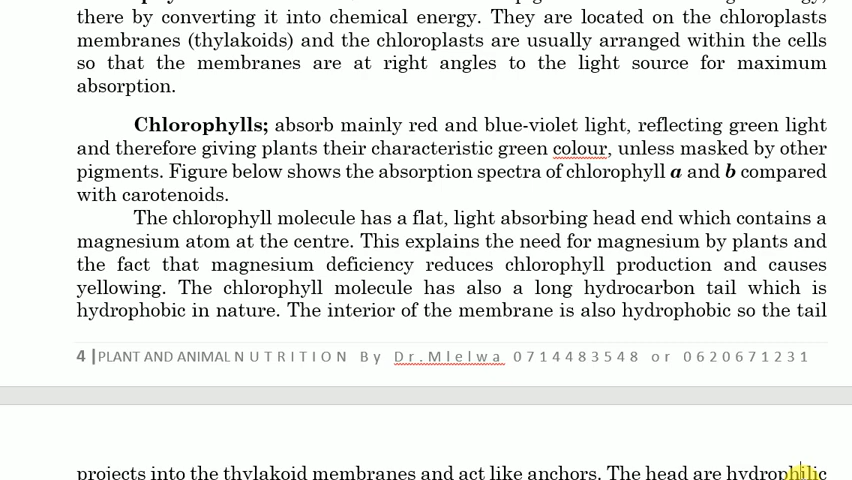 there by converting it into chemical energy. They are located on the chloroplasts
membranes (thylakoids) and the chloroplasts are usually arranged within the cells
so that the membranes are at right angles to the light source for maximum
absorption.
Chlorophylls; absorb mainly red and blue-violet light, reflecting green light
and therefore giving plants their characteristic green colour, unless masked by other
pigments. Figure below shows the absorption spectra of chlorophyll a and b compared
with carotenoids.
The chlorophyll molecule has a flat, light absorbing head end which contains a
magnesium atom at the centre. This explains the need for magnesium by plants and
the fact that magnesium deficiency reduces chlorophyll production and causes
yellowing. The chlorophyll molecule has also a long hydrocarbon tail which is
hydrophobic in nature. The interior of the membrane is also hydrophobic so the tail
4 | PLANT AND ANIMAL NUTRITION By Dr.Mlelwa 0714483548 or 0620671231
projects into the thylakoid membranes and act like anchors. The head are hydrophilic